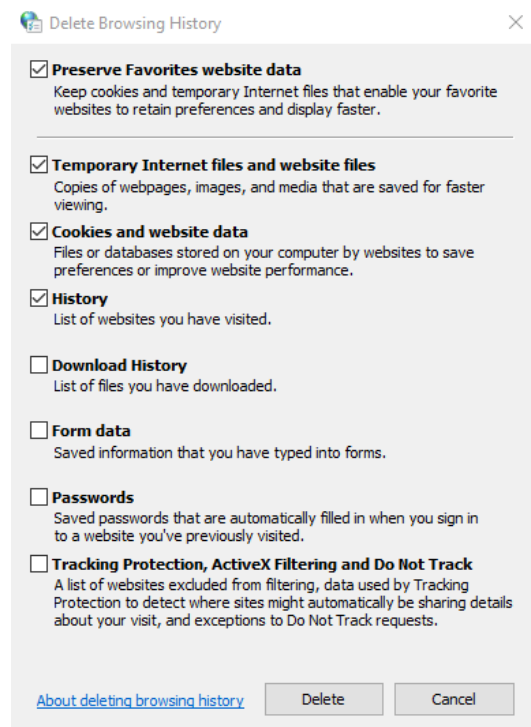 Delete Browsing History
Preserve Favorites website data
Keep cookies and temporary Internet files that enable your favorite
websites to retain preferences and display faster.
Temporary Internet files and website files
Copies of webpages, images, and media that are saved for faster
viewing.
Cookies and website data
Files or databases stored on your computer by websites to save
preferences or improve website performance.
History
List of websites you have visited.
Download History
List of files you have downloaded.
Form data
Saved information that you have typed into forms.
Passwords
Saved passwords that are automatically filled in when you sign in
to a website you've previously visited.
Tracking Protection, ActiveX Filtering and Do Not Track
A list of websites excluded from filtering, data used by Tracking
Protection to detect where sites might automatically be sharing details
about your visit, and exceptions to Do Not Track requests.
About deleting browsing history Delete Cancel